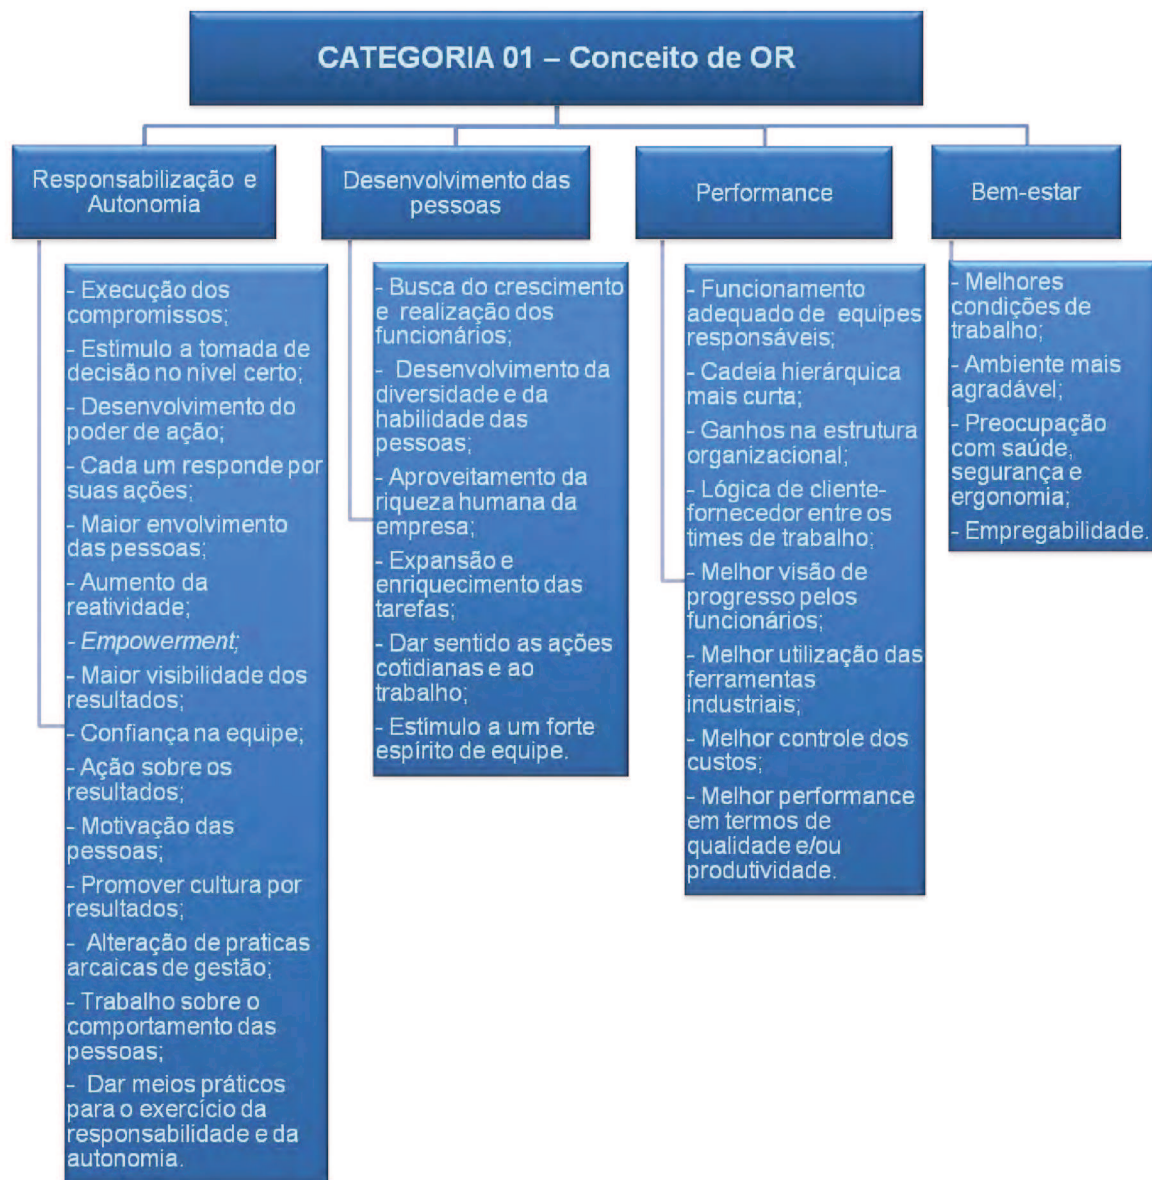 CATEGORIA 01 – Conceito de OR
Responsabilização e
Autonomia
- Execução dos
compromissos;
- Estímulo a tomada de
decisão no nível certo;
- Desenvolvimento do
poder de ação;
- Cada um responde por
suas ações;
- Maior envolvimento
das pessoas;
- Aumento da
reatividade;
- Empowerment;
- Maior visibilidade dos
resultados;
- Confiança na equipe;
- Ação sobre os
resultados;
- Motivação das
pessoas;
- Promover cultura por
resultados;
- Alteração de praticas
arcaicas de gestão;
- Trabalho sobre o
comportamento das
pessoas;
- Dar meios práticos
para o exercício da
responsabilidade e da
autonomia.
Desenvolvimento das
pessoas
- Busca do crescimento
e realização dos
funcionários;
- Desenvolvimento da
diversidade e da
habilidade das
pessoas;
- Aproveitamento da
riqueza humana da
empresa;
- Expansão e
enriquecimento das
tarefas;
- Dar sentido as ações
cotidianas e ao
trabalho;
- Estímulo a um forte
espírito de equipe.
Performance
- Funcionamento
adequado de equipes
responsáveis;
- Cadeia hierárquica
mais curta;
- Ganhos na estrutura
organizacional;
- Lógica de cliente-
fornecedor entre os
times de trabalho;
- Melhor visão de
progresso pelos
funcionários;
- Melhor utilização das
ferramentas
industriais;
- Melhor controle dos
custos;
- Melhor performance
em termos de
qualidade e/ou
produtividade.
Bem-estar
- Melhores
condições de
trabalho;
- Ambiente mais
agradável;
- Preocupação
com saúde,
segurança e
ergonomia;
- Empregabilidade.